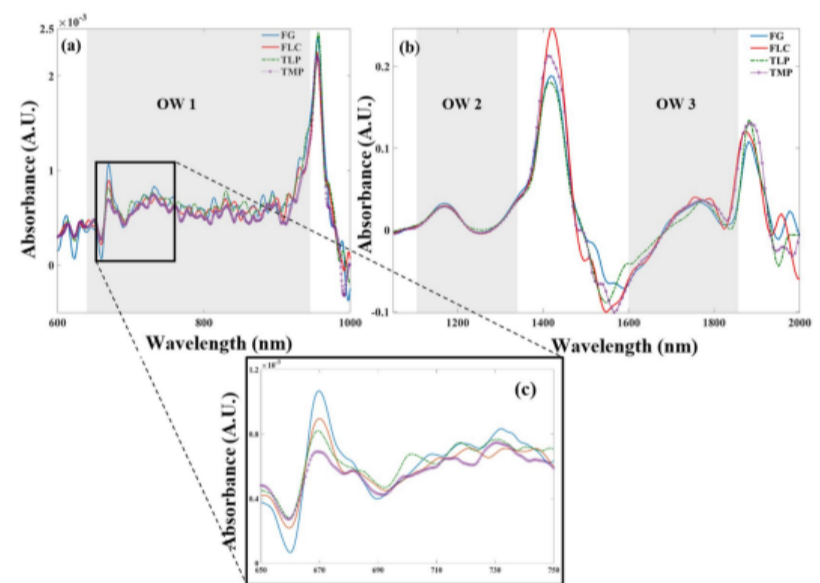 ×10⁻³
2.5
2
1
1
0
600
800
1000
(a)
FG
FLC
TLP
TMP
OW 1
Absorbance (A.U.)
Wavelength (nm)
0.2
0.1
0
-0.1
1200
1400
1600
1800
2000
(b)
FG
FLC
TLP
TMP
OW 2
OW 3
Absorbance (A.U.)
Wavelength (nm)
1.2
0.8
0.4
0
650
670
690
710
730
750
(c)
Absorbance (A.U.)